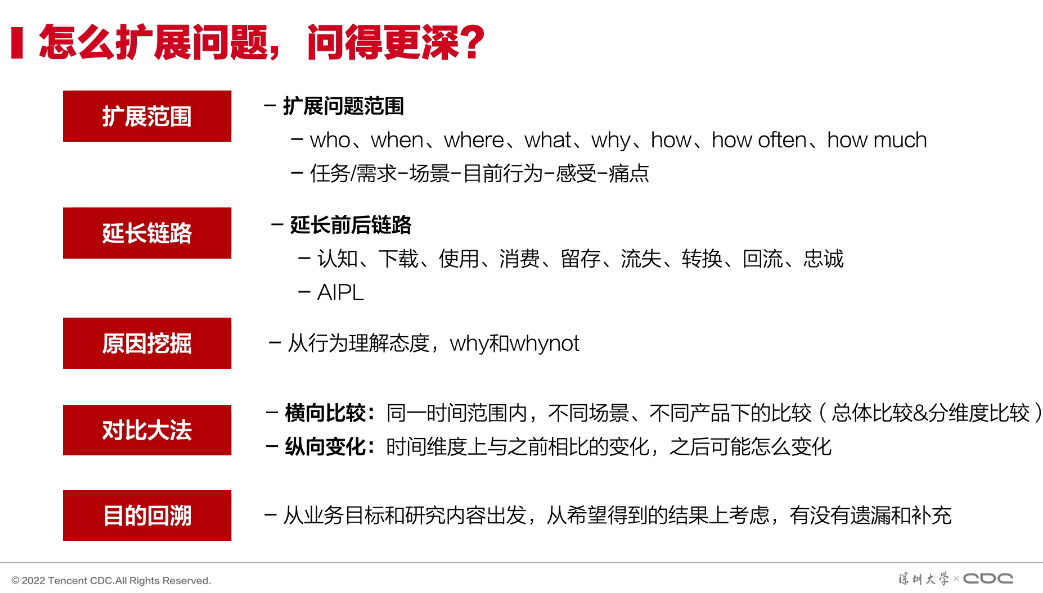 怎么扩展问题，问得更深？
扩展范围
– 扩展问题范围
– who、when、where、what、why、how、how often、how much
– 任务/需求-场景-目前行为-感受-痛点
延长链路
– 延长前后链路
– 认知、下载、使用、消费、留存、流失、转换、回流、忠诚
– AIPL
原因挖掘
– 从行为理解态度，why和whynot
对比大法
– 横向比较：同一时间范围内，不同场景、不同产品下的比较（总体比较&分维度比较）
– 纵向变化：时间维度上与之前相比的变化，之后可能怎么变化
目的回溯
– 从业务目标和研究内容出发，从希望得到的结果上考虑，有没有遗漏和补充
© 2022 Tencent CDC.All Rights Reserved.
深圳大学 × CDC